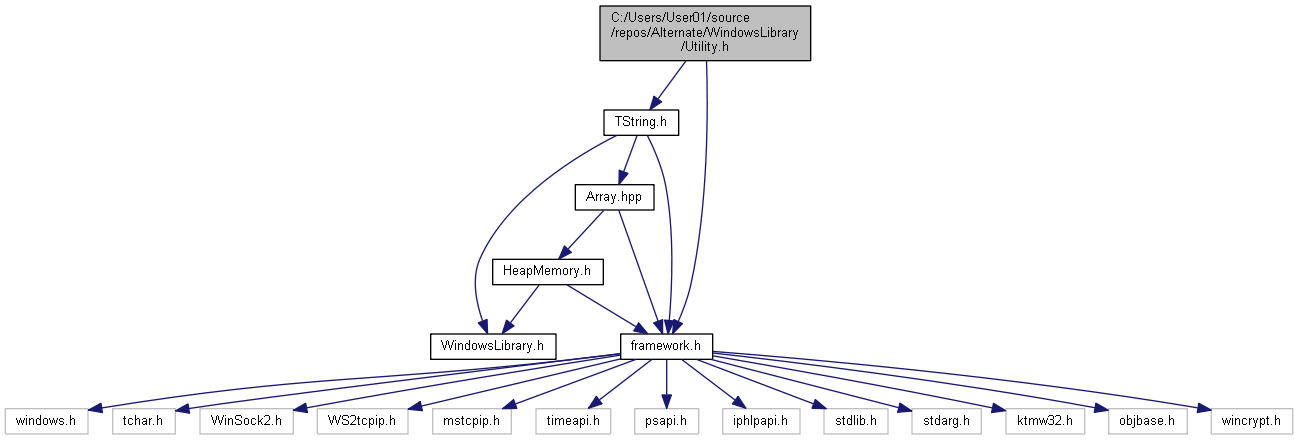 C:/Users/User01/source
/repos/Alternate/WindowsLibrary
/Utility.h
TString.h
Array.hpp
HeapMemory.h
WindowsLibrary.h
framework.h
windows.h
tchar.h
WinSock2.h
WS2tcpip.h
mstcpip.h
timeapi.h
psapi.h
iphlpapi.h
stdlib.h
stdarg.h
ktmw32.h
objbase.h
wincrypt.h